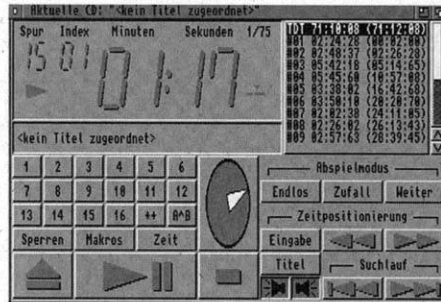 Aktuelle CD: "<kein Titel zugeordnet>"
Spur Index Minuten Sekunden 1/75
15 01 01:17
<kein Titel zugeordnet>
TOT 71:10:08 (71:12:08)
#01 02:24:28 (00:02:00)
#02 02:48:37 (02:26:28)
#03 05:42:18 (05:14:65)
#04 05:45:60 (10:57:08)
#05 03:38:02 (16:42:68)
#06 03:50:10 (20:20:70)
#07 02:02:38 (24:11:05)
#08 02:26:02 (26:13:43)
#09 02:57:63 (28:39:45)
1 2 3 4 5 6
7 8 9 10 11 12
13 14 15 16 ++ A^B
Sperren Makros Zeit
Abspielmodus
Endlos Zufall Weiter
Zeitpositionierung
Eingabe
Titel Suchlauf